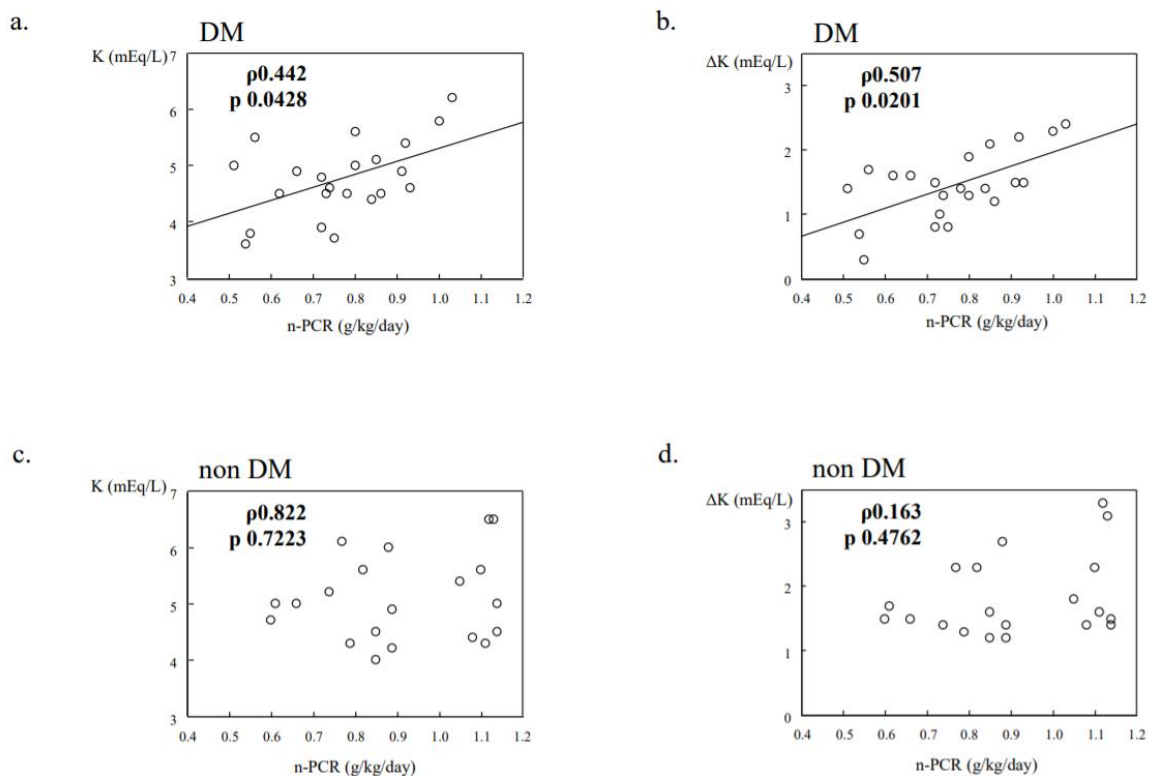 a.
DM
K (mEq/L)
7
ρ0.442
p 0.0428
6
5
4
3
0.4 0.5 0.6 0.7 0.8 0.9 1.0 1.1 1.2
n-PCR (g/kg/day)
b.
DM
ΔK (mEq/L)
ρ0.507
p 0.0201
3
2
1
0
0.4 0.5 0.6 0.7 0.8 0.9 1.0 1.1 1.2
n-PCR (g/kg/day)
c.
non DM
K (mEq/L)
7
ρ0.822
p 0.7223
6
5
4
3
0.4 0.5 0.6 0.7 0.8 0.9 1.0 1.1 1.2
n-PCR (g/kg/day)
d.
non DM
ΔK (mEq/L)
ρ0.163
p 0.4762
3
2
1
0
0.4 0.5 0.6 0.7 0.8 0.9 1.0 1.1 1.2
n-PCR (g/kg/day)